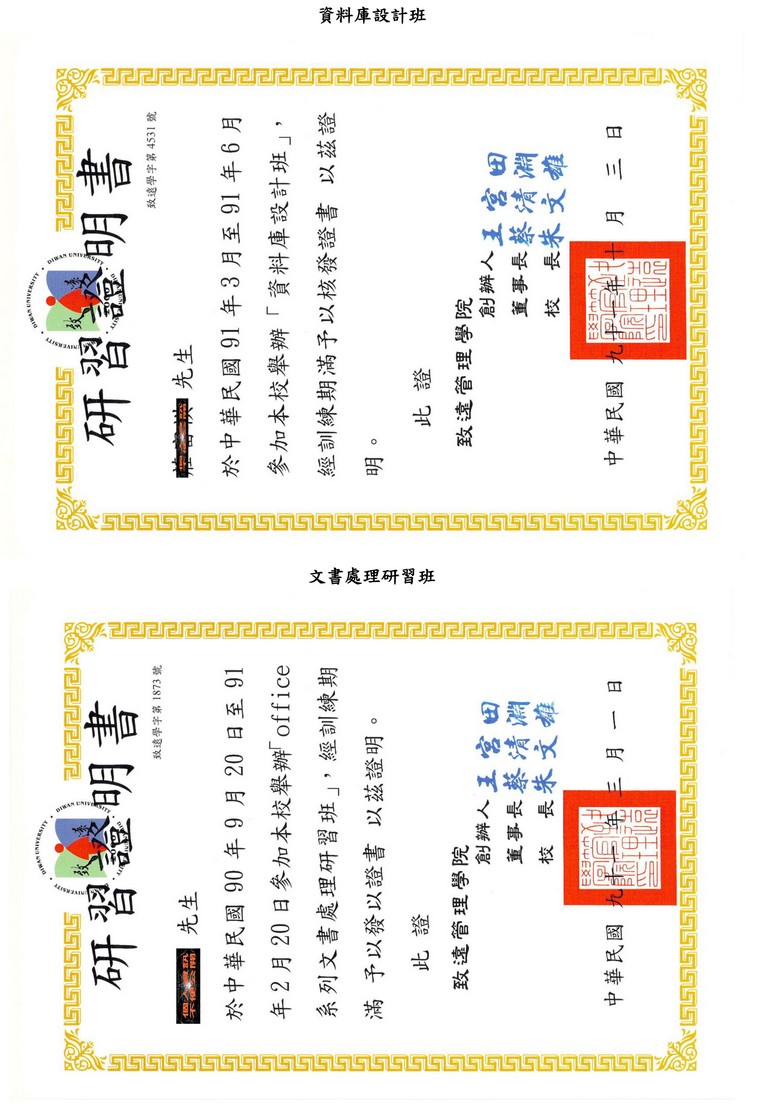 資料庫設計班
研習證明書
致遠學字第 4531 號
先生
於中華民國 91 年 3 月至 91 年 6 月
參加本校舉辦「資料庫設計班」，
經訓練期滿予以核發證書 以茲證
明。
此 證
致遠管理學院
創辦人 王宮田
董事長 蔡清淵
校 長 朱文雄
中華民國 九十一年 十 月 三 日
文書處理研習班
研習證明書
致遠學字第 1873 號
先生
於中華民國 90 年 9 月 20 日至 91
年 2 月 20 日參加本校舉辦「office
系列文書處理研習班」，經訓練期
滿 予以發以證書 以茲證明。
此 證
致遠管理學院
創辦人 王宮田
董事長 蔡清淵
校 長 朱文雄
中華民國 九十一年 三 月 一 日